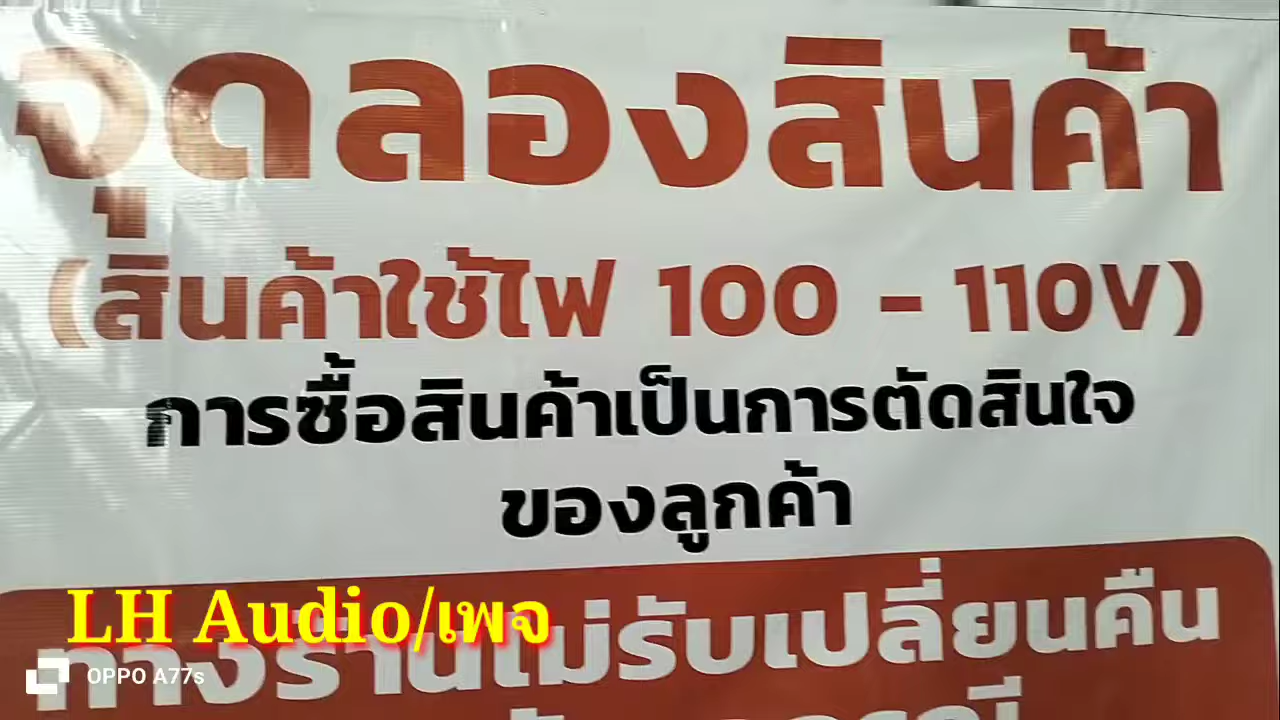 จุดลองสินค้า
(สินค้าใช้ไฟ 100 - 110V)
การซื้อสินค้าเป็นการตัดสินใจ
ของลูกค้า
ทางร้านไม่รับเปลี่ยนคืน
LH Audio/เพจ
OPPO A77s